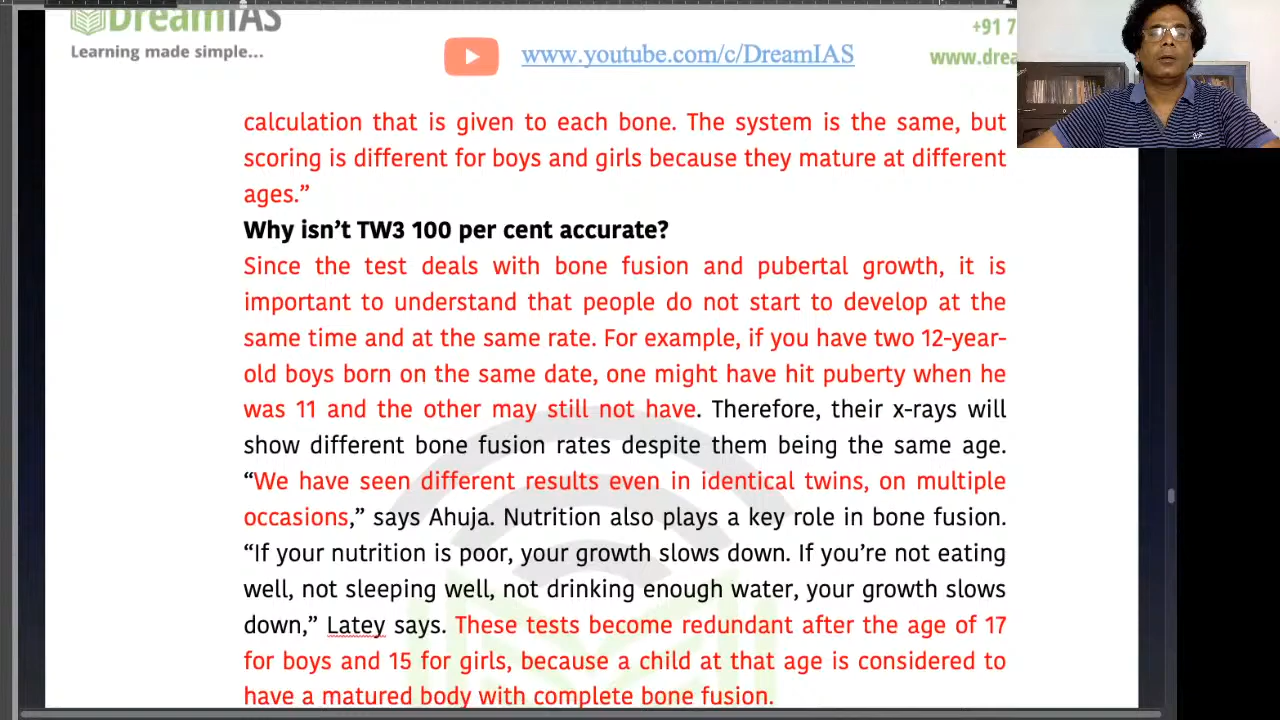 DreamIAS
Learning made simple...
www.youtube.com/c/DreamIAS
+91 7
www.drea
calculation that is given to each bone. The system is the same, but
scoring is different for boys and girls because they mature at different
ages.”
Why isn’t TW3 100 per cent accurate?
Since the test deals with bone fusion and pubertal growth, it is
important to understand that people do not start to develop at the
same time and at the same rate. For example, if you have two 12-year-
old boys born on the same date, one might have hit puberty when he
was 11 and the other may still not have. Therefore, their x-rays will
show different bone fusion rates despite them being the same age.
“We have seen different results even in identical twins, on multiple
occasions,” says Ahuja. Nutrition also plays a key role in bone fusion.
“If your nutrition is poor, your growth slows down. If you’re not eating
well, not sleeping well, not drinking enough water, your growth slows
down,” Latey says. These tests become redundant after the age of 17
for boys and 15 for girls, because a child at that age is considered to
have a matured body with complete bone fusion.